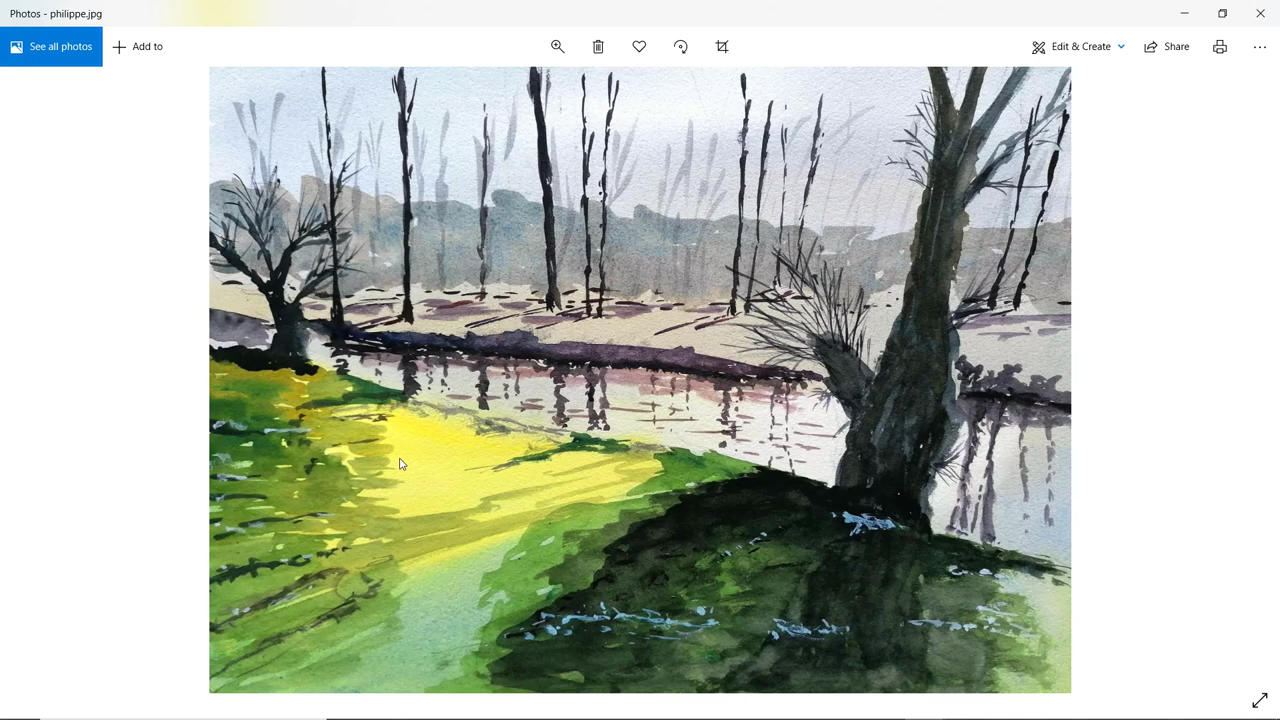 Photos - philippe.jpg
See all photos
Add to
Edit & Create
Share